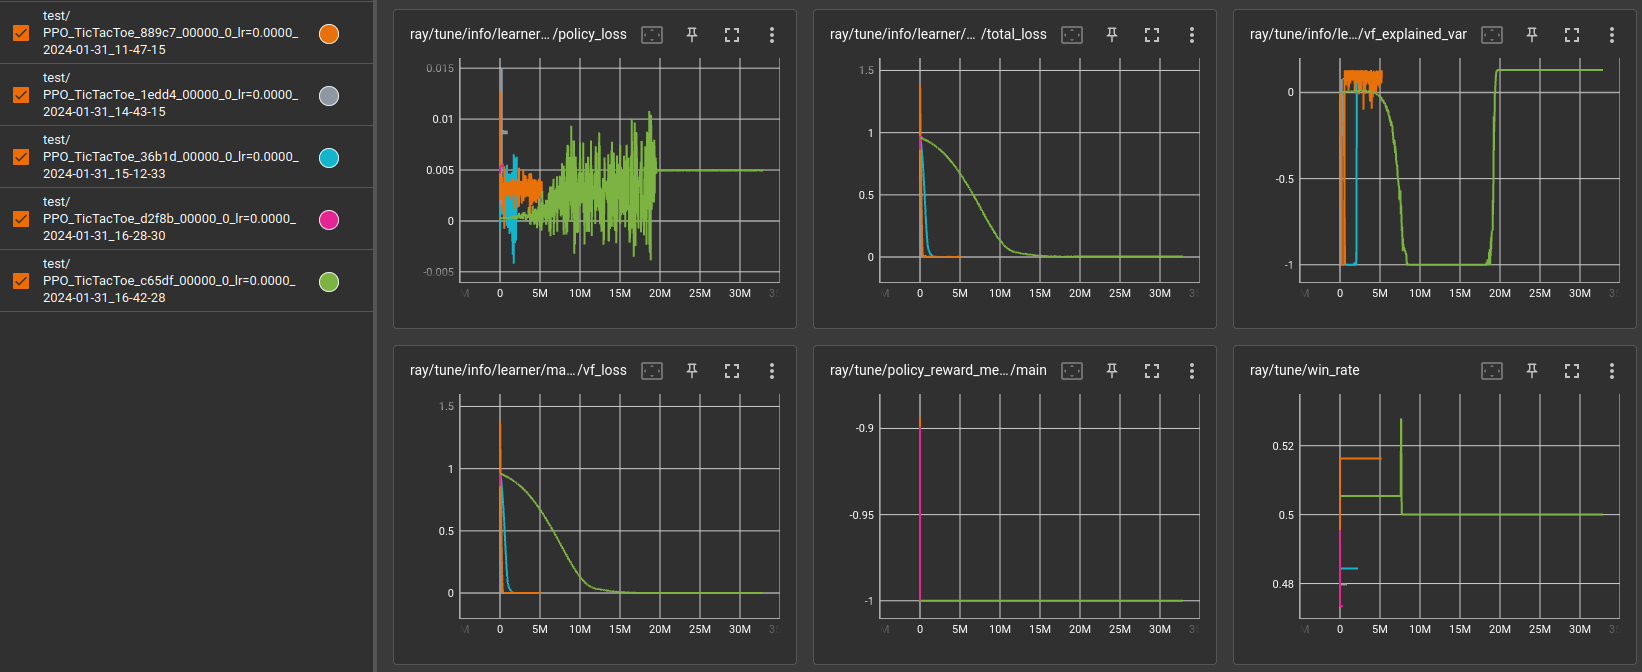 test/
PPO_TicTacToe_889c7_00000_0_lr=0.0000_
2024-01-31_11-47-15
test/
PPO_TicTacToe_1edd4_00000_0_lr=0.0000_
2024-01-31_14-43-15
test/
PPO_TicTacToe_36b1d_00000_0_lr=0.0000_
2024-01-31_15-12-33
test/
PPO_TicTacToe_d2f8b_00000_0_lr=0.0000_
2024-01-31_16-28-30
test/
PPO_TicTacToe_c65df_00000_0_lr=0.0000_
2024-01-31_16-42-28
ray/tune/info/learner… /policy_loss
0.015
0.01
0.005
0
-0.005
M 0 5M 10M 15M 20M 25M 30M 3
ray/tune/info/learner/… /total_loss
1.5
1
0.5
0
M 0 5M 10M 15M 20M 25M 30M 3
ray/tune/info/le…/vf_explained_var
0
-0.5
-1
M 0 5M 10M 15M 20M 25M 30M 3
ray/tune/info/learner/ma…/vf_loss
1.5
1
0.5
0
M 0 5M 10M 15M 20M 25M 30M 3
ray/tune/policy_reward_me…/main
-0.9
-0.95
-1
M 0 5M 10M 15M 20M 25M 30M 3
ray/tune/win_rate
0.52
0.5
0.48
M 0 5M 10M 15M 20M 25M 30M 3